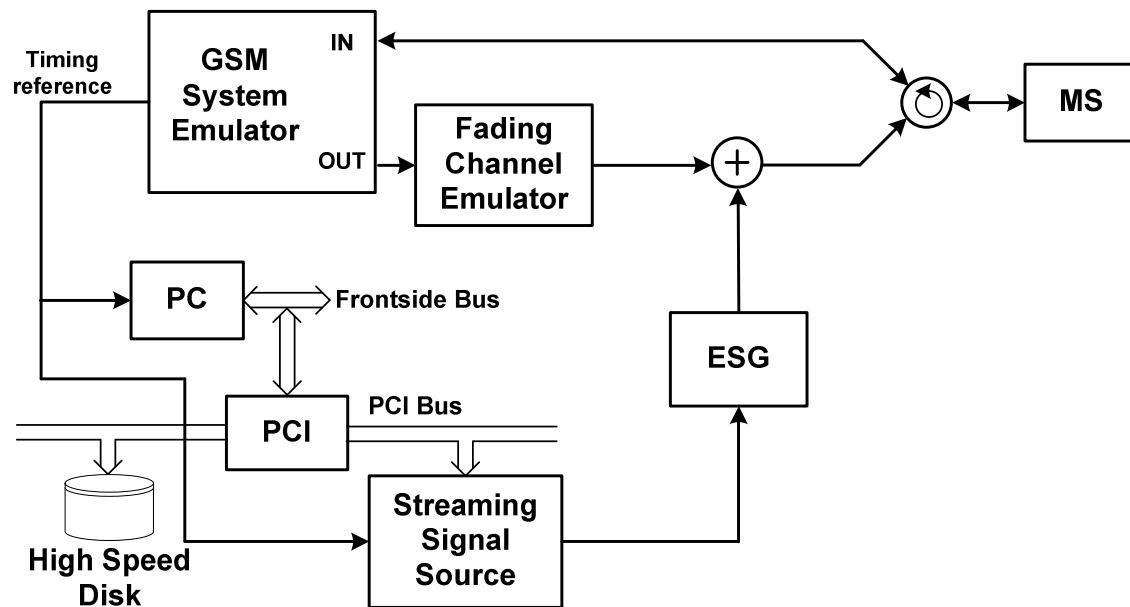 Timing
reference
GSM
System
Emulator
IN
OUT
Fading
Channel
Emulator
+
MS
PC
Frontside Bus
ESG
PCI
PCI Bus
High Speed
Disk
Streaming
Signal
Source